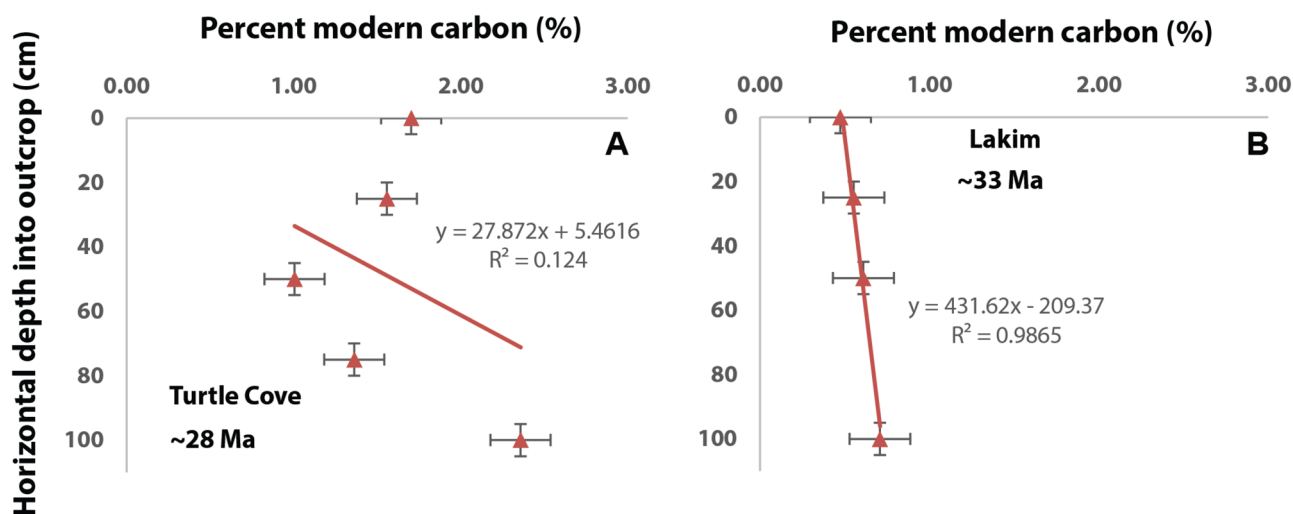 Percent modern carbon (%)
0.00 1.00 2.00 3.00
Horizontal depth into outcrop (cm)
0
20
40
60
80
100
A
y = 27.872x + 5.4616
R² = 0.124
Turtle Cove
~28 Ma
Percent modern carbon (%)
0.00 1.00 2.00 3.00
0
20
40
60
80
100
Lakim
~33 Ma
B
y = 431.62x - 209.37
R² = 0.9865